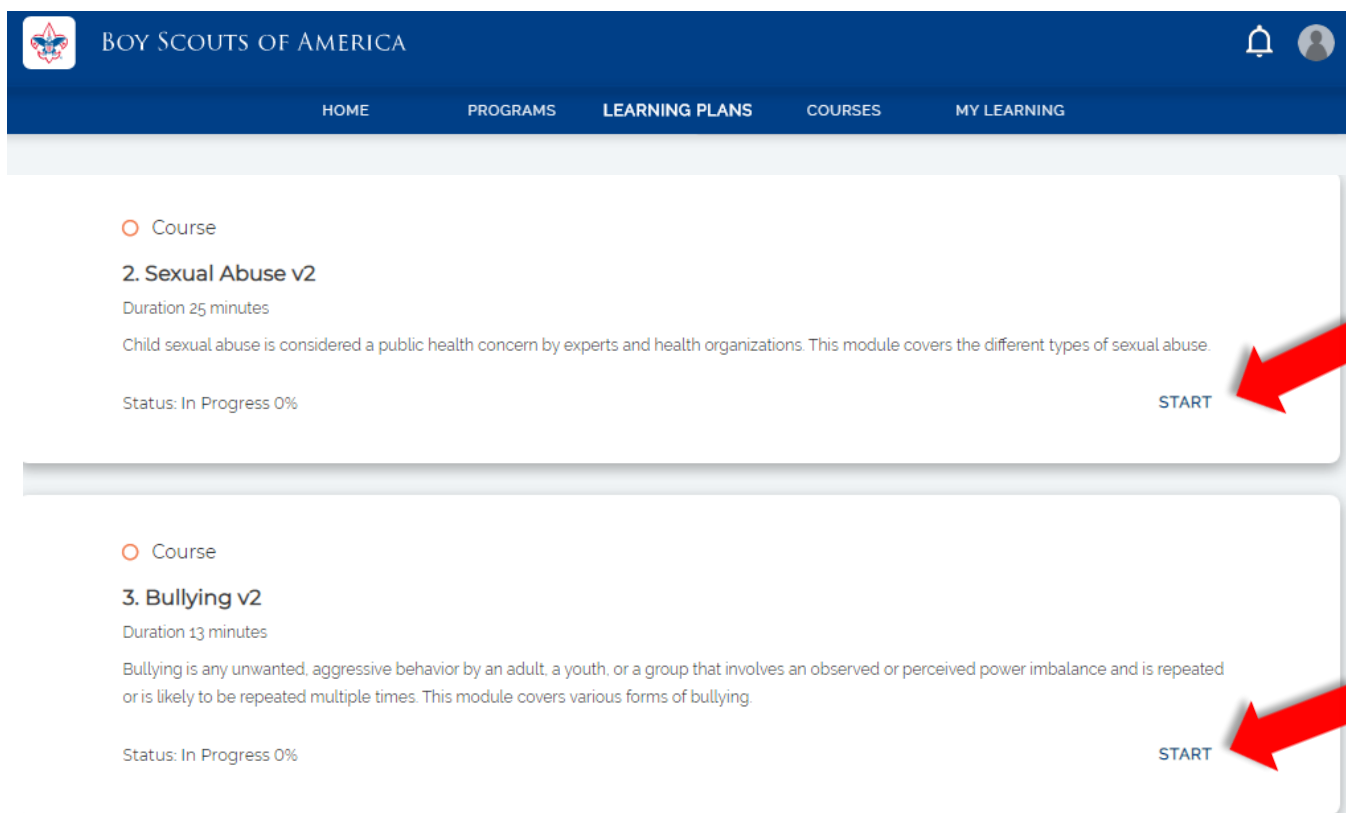 BOY SCOUTS OF AMERICA
HOME PROGRAMS LEARNING PLANS COURSES MY LEARNING
Course
2. Sexual Abuse v2
Duration 25 minutes
Child sexual abuse is considered a public health concern by experts and health organizations. This module covers the different types of sexual abuse.
Status: In Progress 0% START
Course
3. Bullying v2
Duration 13 minutes
Bullying is any unwanted, aggressive behavior by an adult, a youth, or a group that involves an observed or perceived power imbalance and is repeated
or is likely to be repeated multiple times. This module covers various forms of bullying.
Status: In Progress 0% START